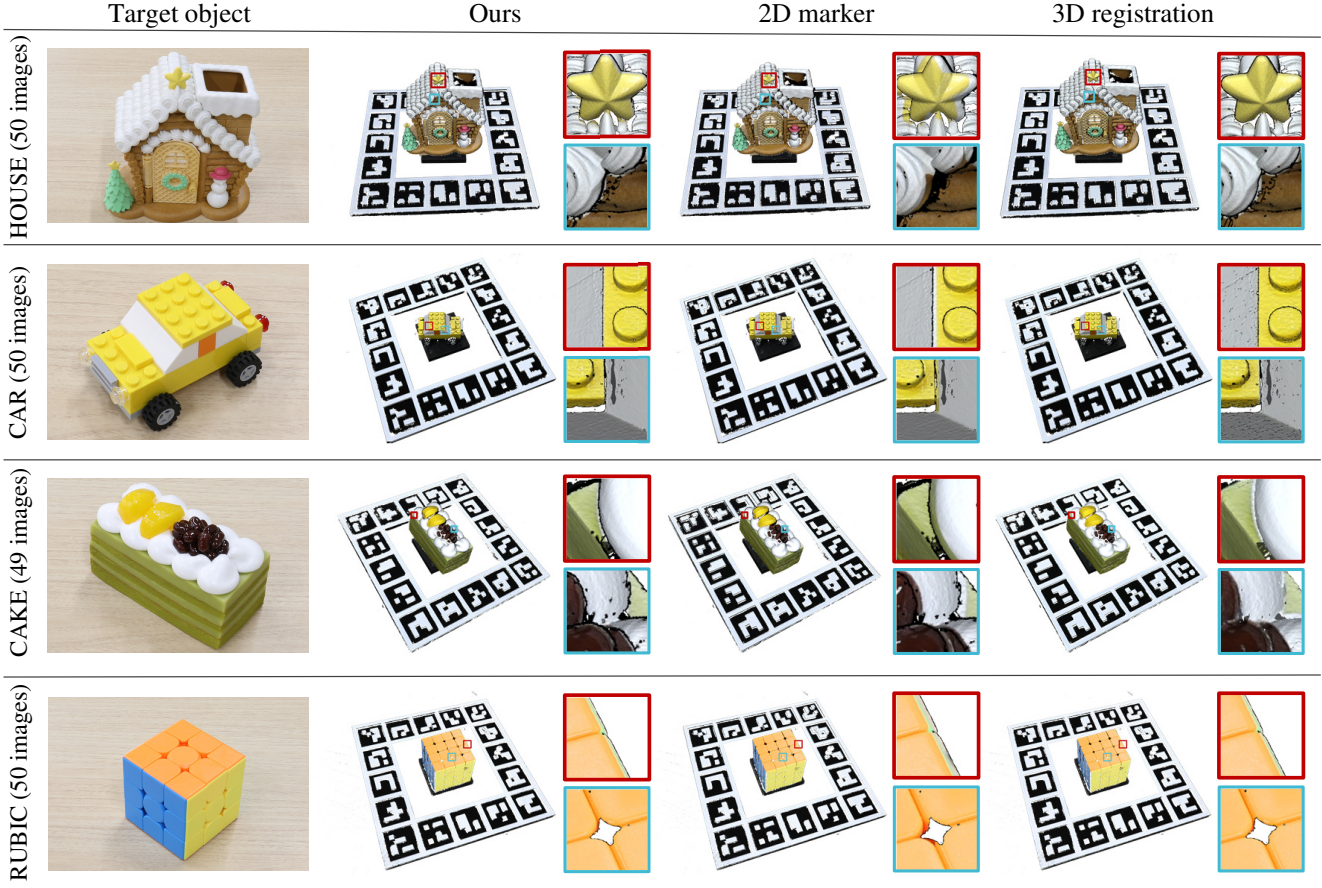 Target object
Ours
2D marker
3D registration
HOUSE (50 images)
CAR (50 images)
CAKE (49 images)
RUBIC (50 images)